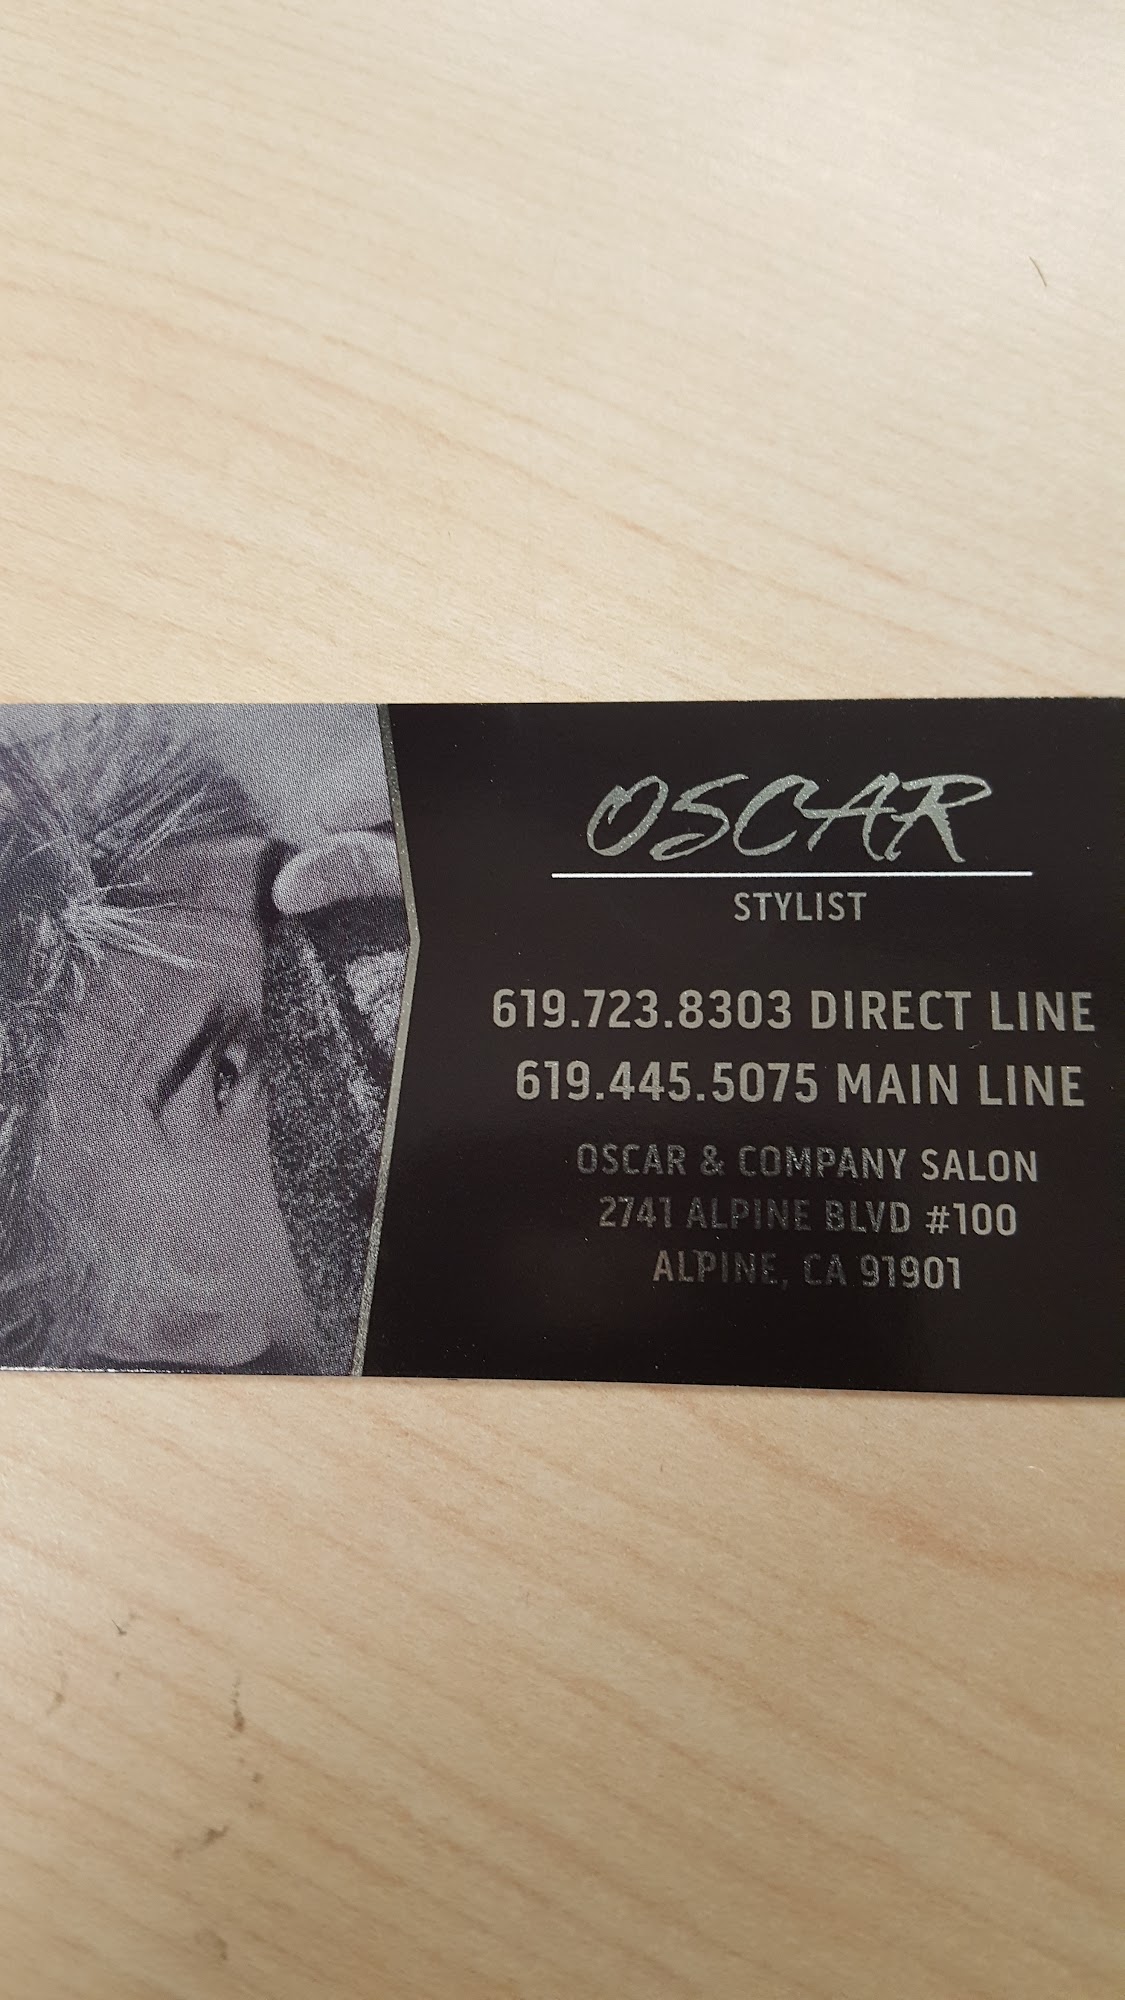 OSCAR
STYLIST
619.723.8303 DIRECT LINE
619.445.5075 MAIN LINE
OSCAR & COMPANY SALON
2741 ALPINE BLVD #100
ALPINE, CA 91901